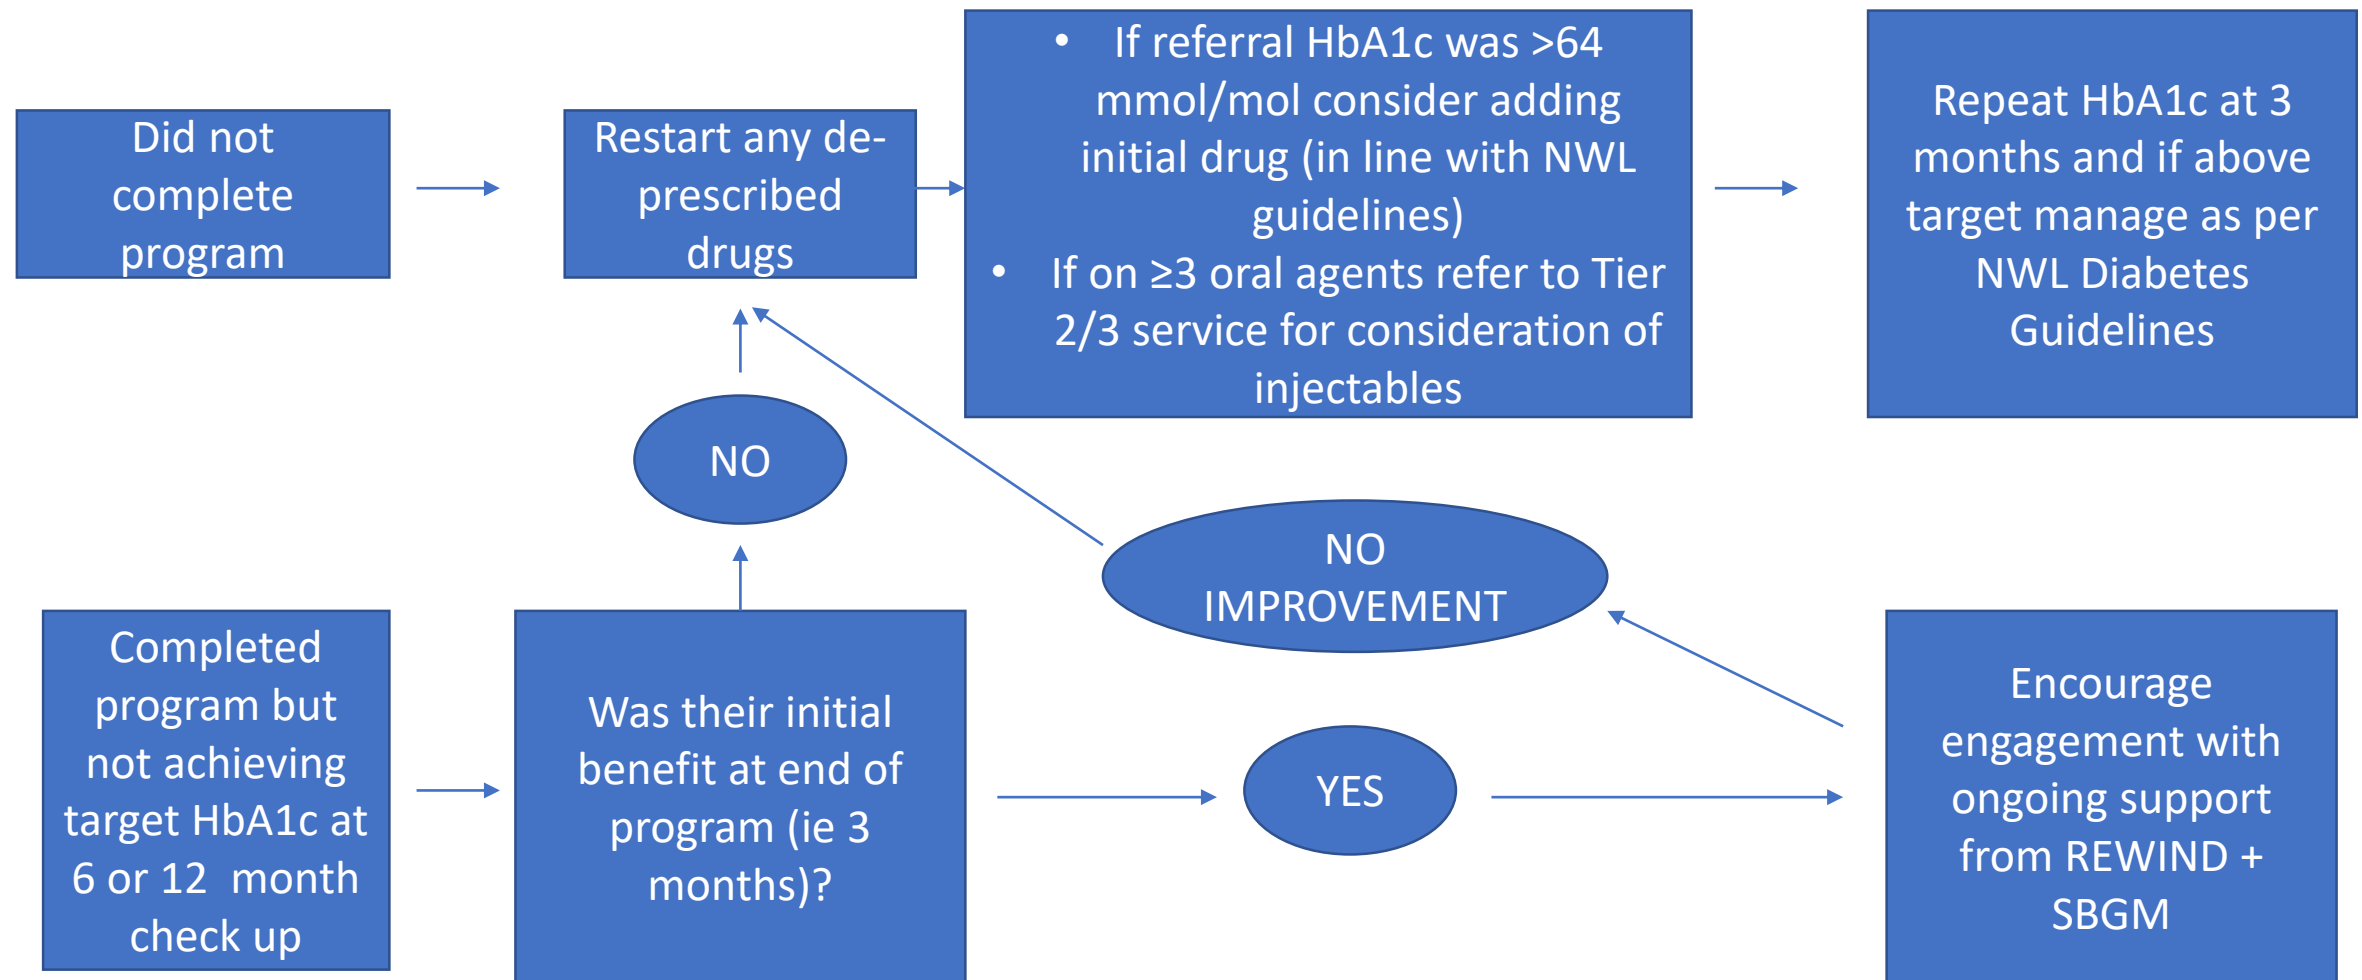 Did not
complete
program
Restart any de-
prescribed
drugs
• If referral HbA1c was >64
mmol/mol consider adding
initial drug (in line with NWL
guidelines)
• If on ≥3 oral agents refer to Tier
2/3 service for consideration of
injectables
Repeat HbA1c at 3
months and if above
target manage as per
NWL Diabetes
Guidelines
NO
NO
IMPROVEMENT
Completed
program but
not achieving
target HbA1c at
6 or 12 month
check up
Was their initial
benefit at end of
program (ie 3
months)?
YES
Encourage
engagement with
ongoing support
from REWIND +
SBGM